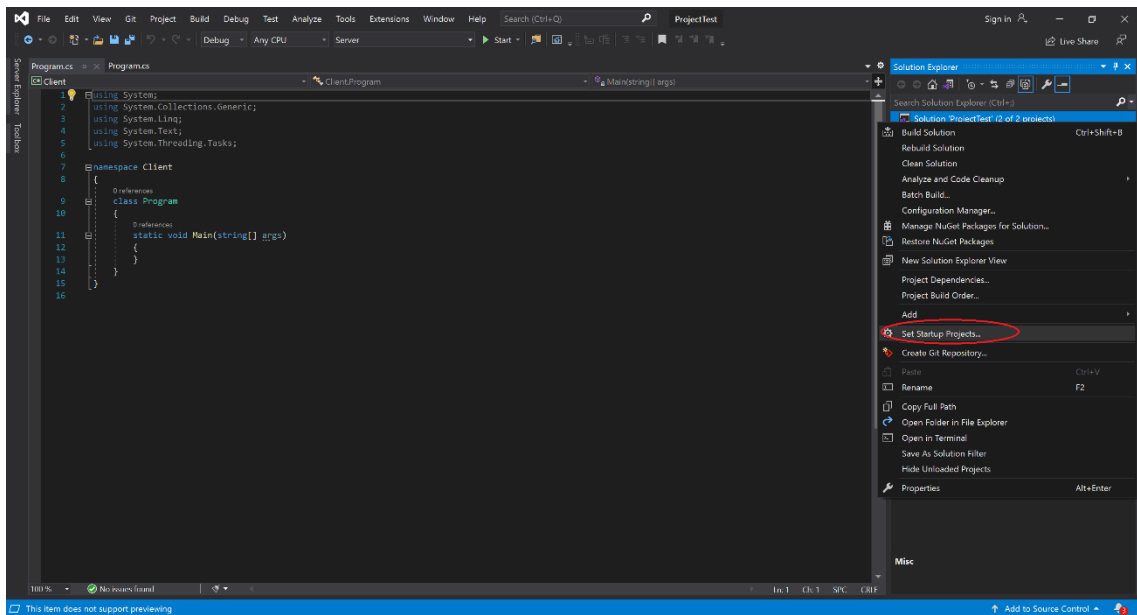 File Edit View Git Project Build Debug Test Analyze Tools Extensions Window Help Search (Ctrl+Q) ProjectTest Sign in
Debug Any CPU Server Start Live Share
Server Explorer
Toolbox
Program.cs Program.cs
Client Client.Program Main(string[] args)
1 using System;
2 using System.Collections.Generic;
3 using System.Linq;
4 using System.Text;
5 using System.Threading.Tasks;
6
7 namespace Client
8 {
0 references
9 class Program
10 {
0 references
11 static void Main(string[] args)
12 {
13 }
14 }
15 }
16
Solution Explorer
Search Solution Explorer (Ctrl+;)
Solution 'ProjectTest' (2 of 2 projects)
Build Solution Ctrl+Shift+B
Rebuild Solution
Clean Solution
Analyze and Code Cleanup
Batch Build...
Configuration Manager...
Manage NuGet Packages for Solution...
Restore NuGet Packages
New Solution Explorer View
Project Dependencies...
Project Build Order...
Add
Set Startup Projects...
Create Git Repository...
Paste Ctrl+V
Rename F2
Copy Full Path
Open Folder in File Explorer
Open in Terminal
Save As Solution Filter
Hide Unloaded Projects
Properties Alt+Enter
Misc
100 % No issues found Ln: 1 Ch: 1 SPC CRLF
This item does not support previewing Add to Source Control